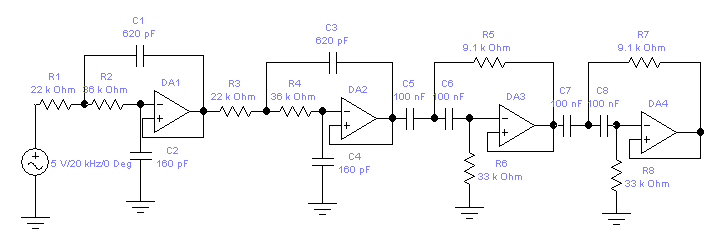 C1
620 pF
R1
22 k Ohm
R2
36 k Ohm
DA1
C2
160 pF
5 V/20 kHz/0 Deg
R3
22 k Ohm
C3
620 pF
R4
36 k Ohm
DA2
C4
160 pF
C5
100 nF
C6
100 nF
R5
9.1 k Ohm
DA3
R6
33 k Ohm
C7
100 nF
C8
100 nF
R7
9.1 k Ohm
DA4
R8
33 k Ohm